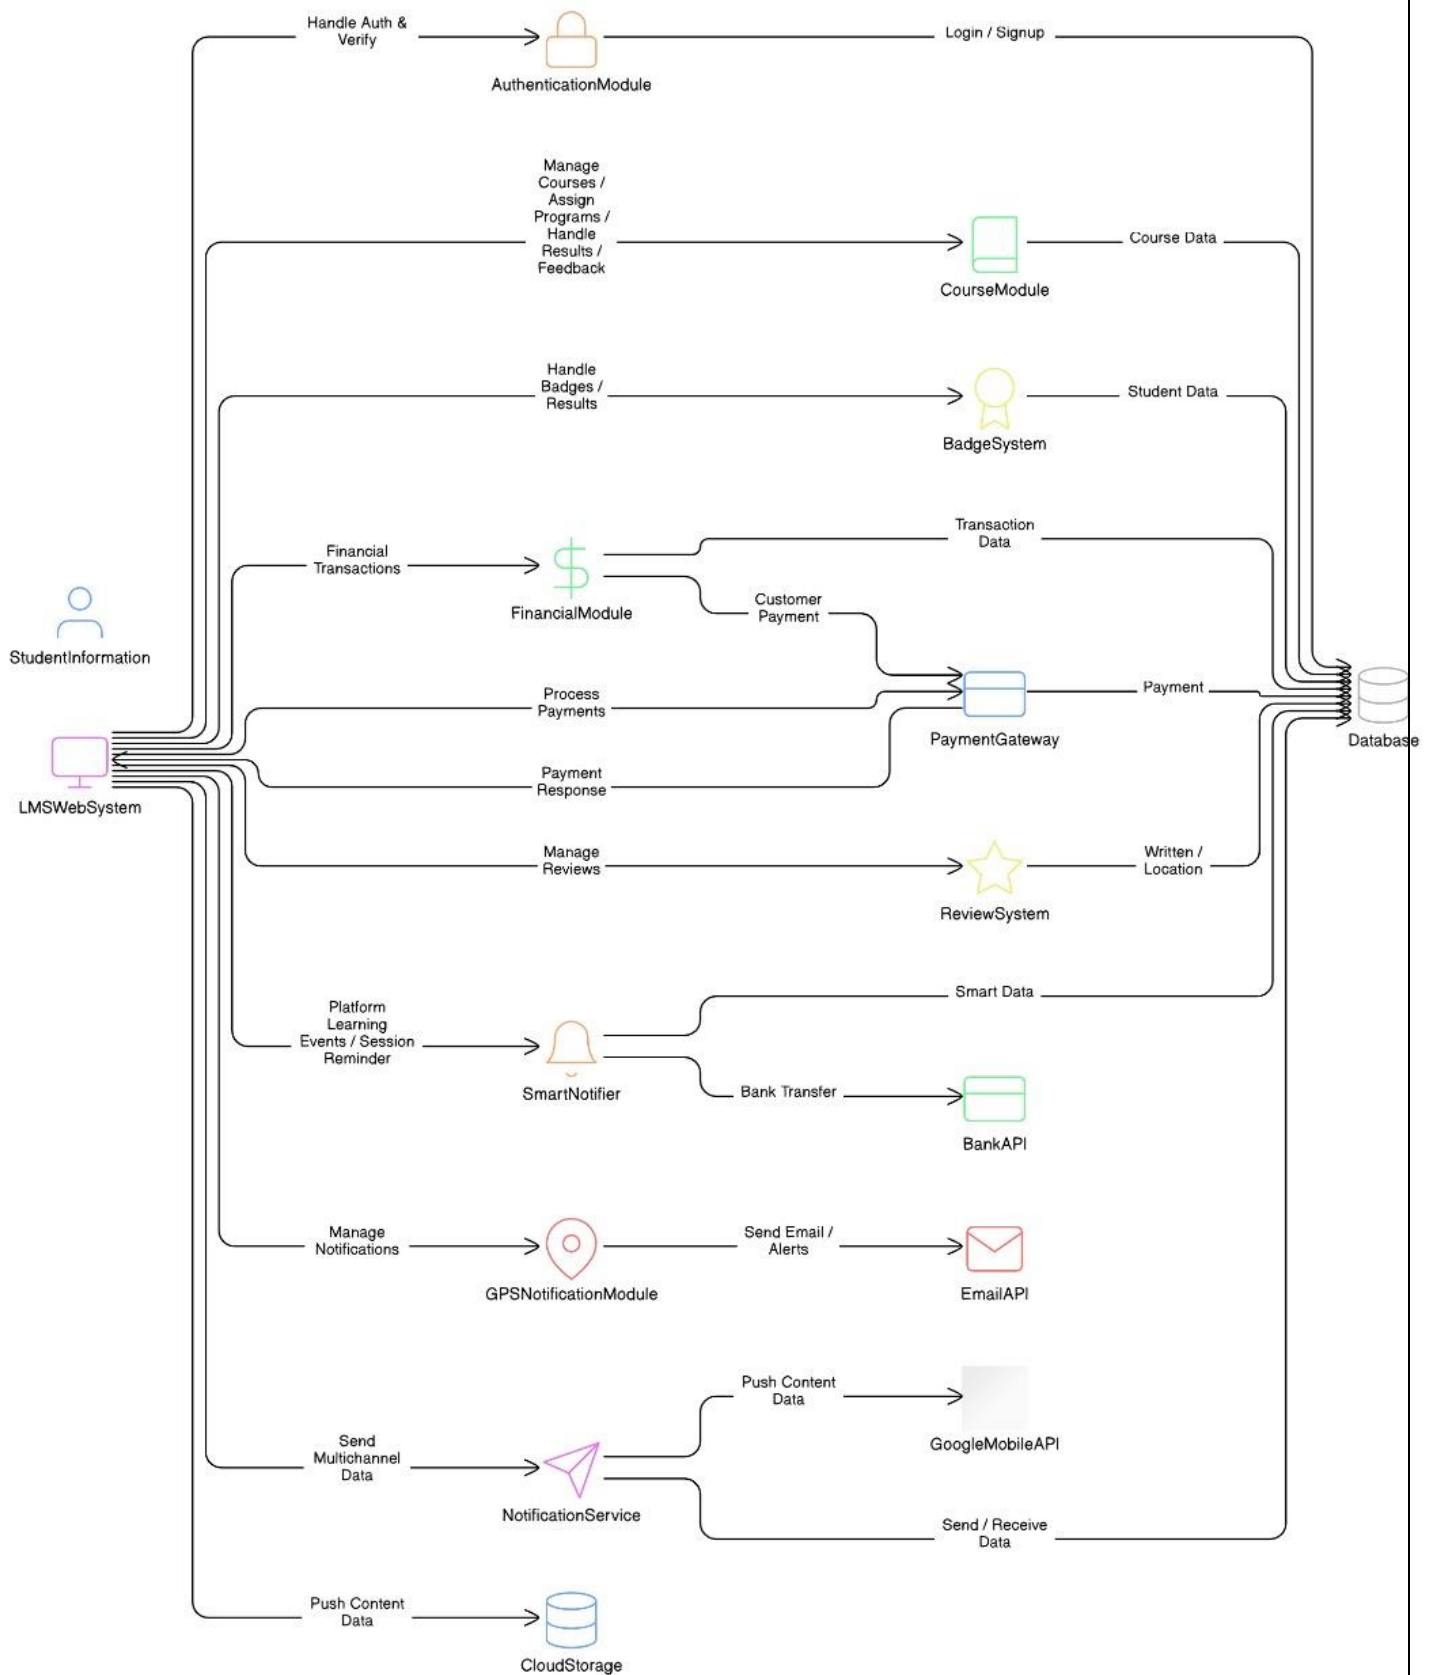 Handle Auth &
Verify
Login / Signup
AuthenticationModule
Manage
Courses /
Assign
Programs /
Handle
Results /
Feedback
Course Data
CourseModule
Handle
Badges /
Results
Student Data
BadgeSystem
Transaction
Data
Financial
Transactions
FinancialModule
Customer
Payment
StudentInformation
Process
Payments
Payment
PaymentGateway
Database
LMSWebSystem
Payment
Response
Manage
Reviews
Written /
Location
ReviewSystem
Smart Data
Platform
Learning
Events / Session
Reminder
SmartNotifier
Bank Transfer
BankAPI
Manage
Notifications
Send Email /
Alerts
GPSNotificationModule
EmailAPI
Push Content
Data
GoogleMobileAPI
Send
Multichannel
Data
NotificationService
Send / Receive
Data
Push Content
Data
CloudStorage